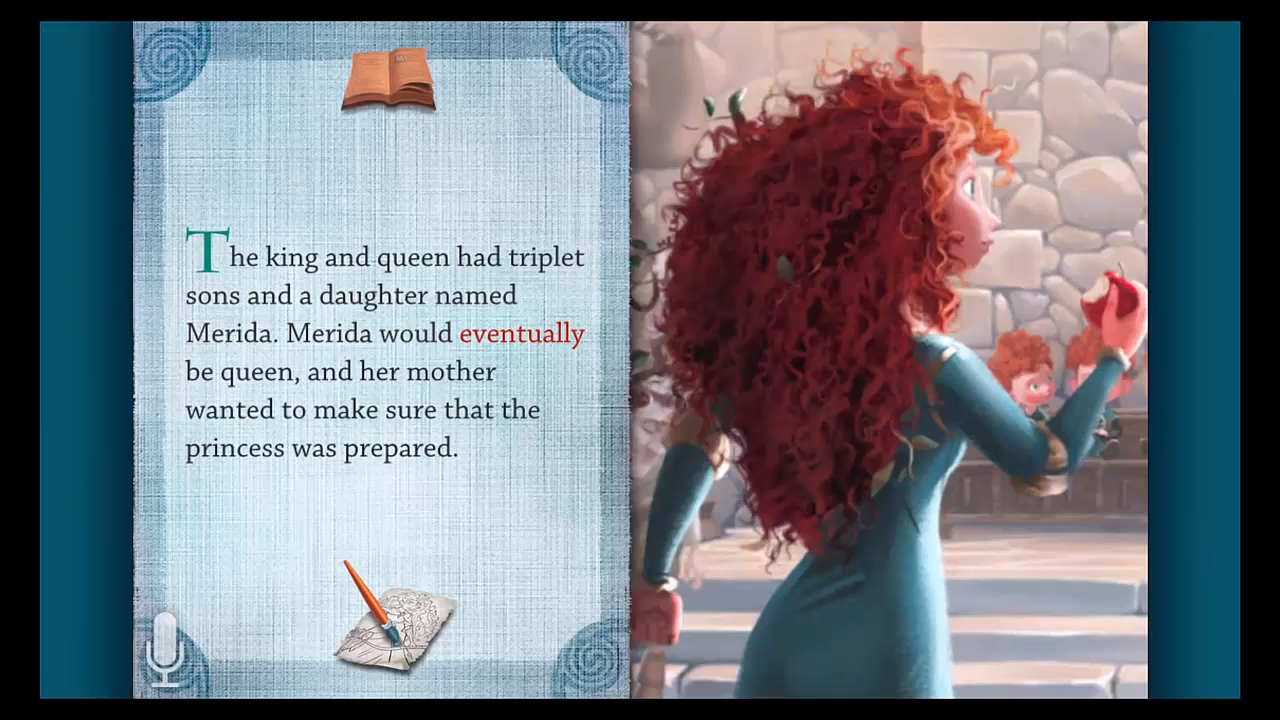 The king and queen had triplet
sons and a daughter named
Merida. Merida would eventually
be queen, and her mother
wanted to make sure that the
princess was prepared.